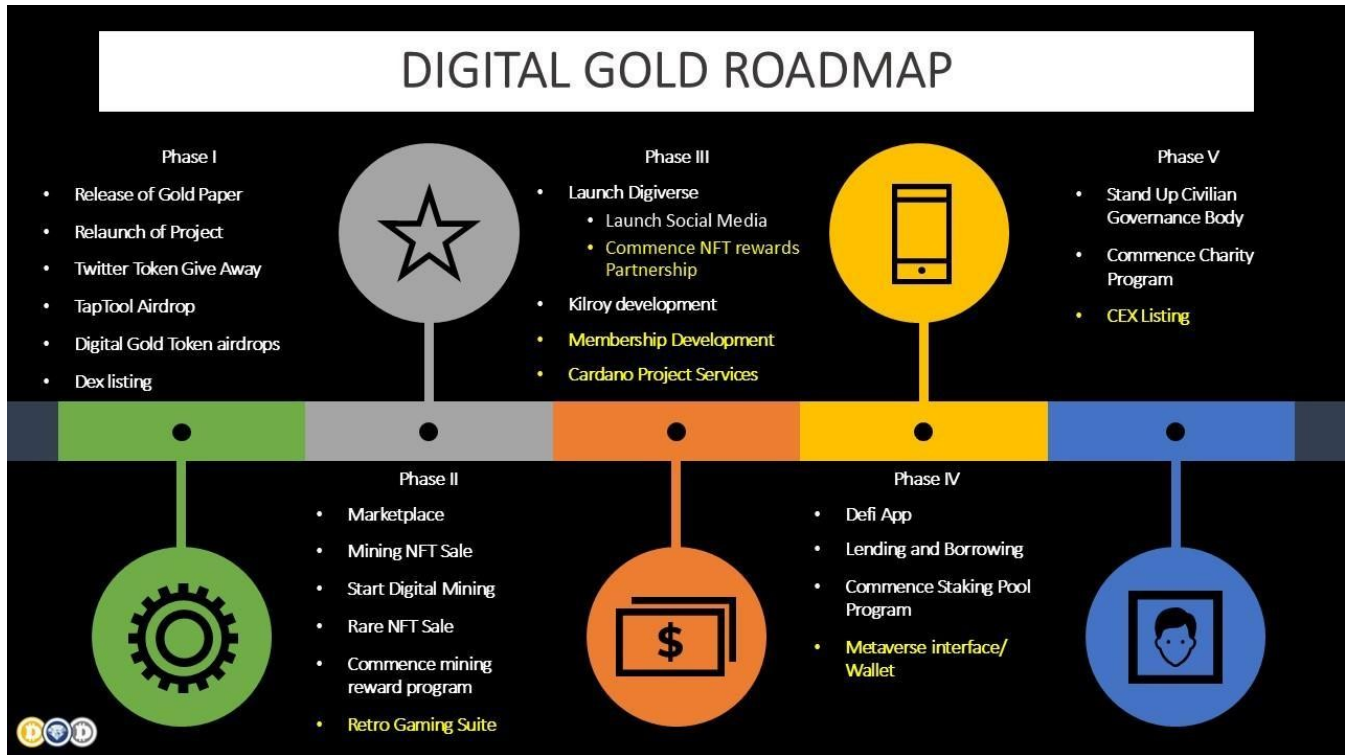 DIGITAL GOLD ROADMAP
Phase I
• Release of Gold Paper
• Relaunch of Project
• Twitter Token Give Away
• TapTool Airdrop
• Digital Gold Token airdrops
• Dex listing
Phase II
• Marketplace
• Mining NFT Sale
• Start Digital Mining
• Rare NFT Sale
• Commence mining
reward program
• Retro Gaming Suite
Phase III
• Launch Digiverse
• Launch Social Media
• Commence NFT rewards
Partnership
• Kilroy development
• Membership Development
• Cardano Project Services
$
Phase IV
• Defi App
• Lending and Borrowing
• Commence Staking Pool
Program
• Metaverse interface/
Wallet
Phase V
• Stand Up Civilian
Governance Body
• Commence Charity
Program
• CEX Listing
D D